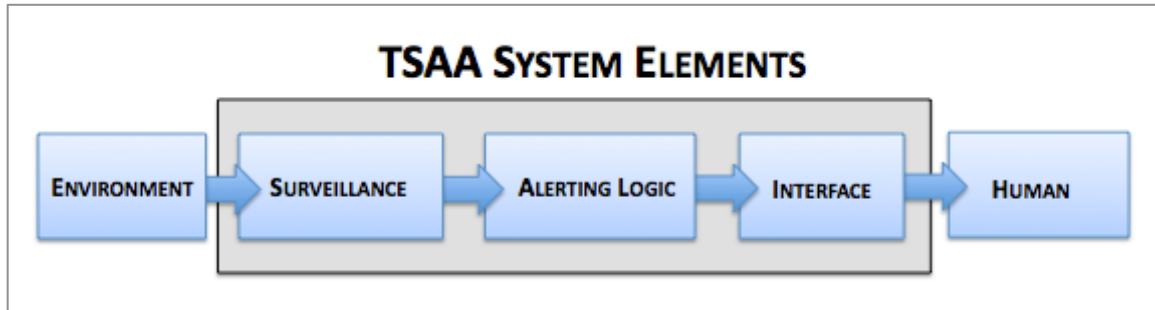 TSAA SYSTEM ELEMENTS
ENVIRONMENT
SURVEILLANCE
ALERTING LOGIC
INTERFACE
HUMAN